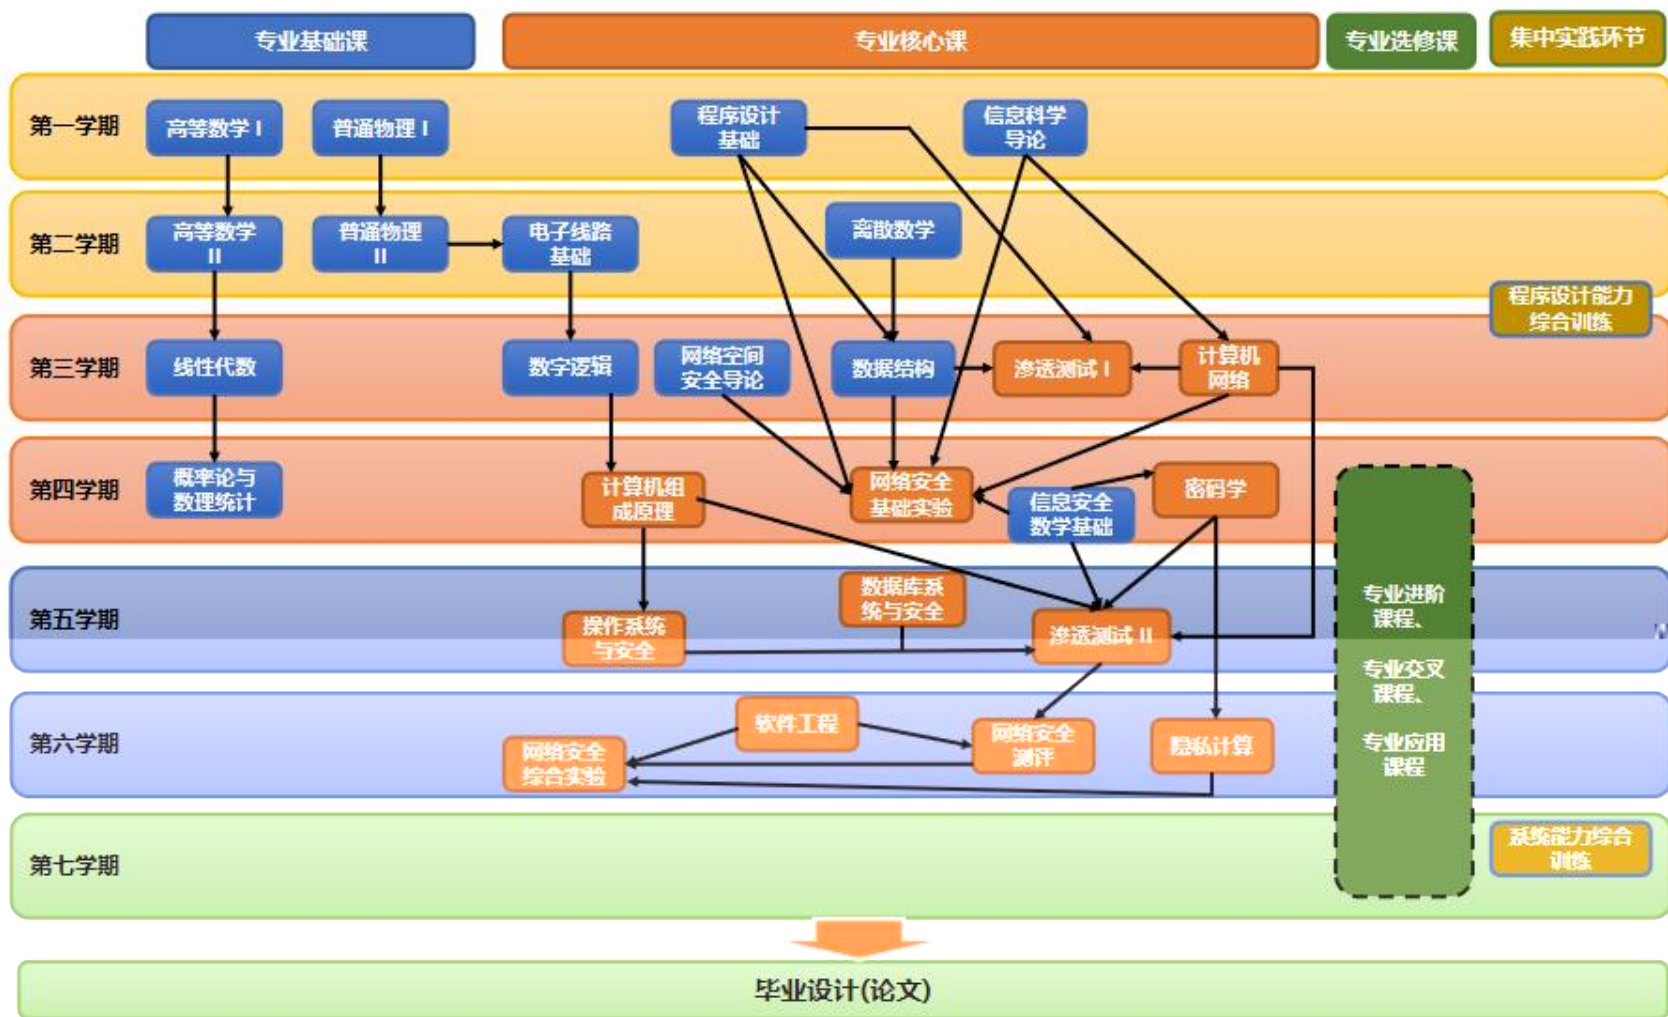 专业基础课
专业核心课
专业选修课
集中实践环节
第一学期
高等数学 I
普通物理 I
程序设计
基础
信息科学
导论
第二学期
高等数学
II
普通物理
II
电子线路
基础
离散数学
程序设计能力
综合训练
第三学期
线性代数
数字逻辑
网络空间
安全导论
数据结构
渗透测试 I
计算机
网络
第四学期
概率论与
数理统计
计算机组
成原理
网络安全
基础实验
信息安全
数学基础
密码学
第五学期
操作系统
与安全
数据库系
统与安全
渗透测试 II
专业进阶
课程、
专业交叉
课程、
专业应用
课程
第六学期
网络安全
综合实验
软件工程
网络安全
测评
隐私计算
第七学期
系统能力综合
训练
毕业设计(论文)